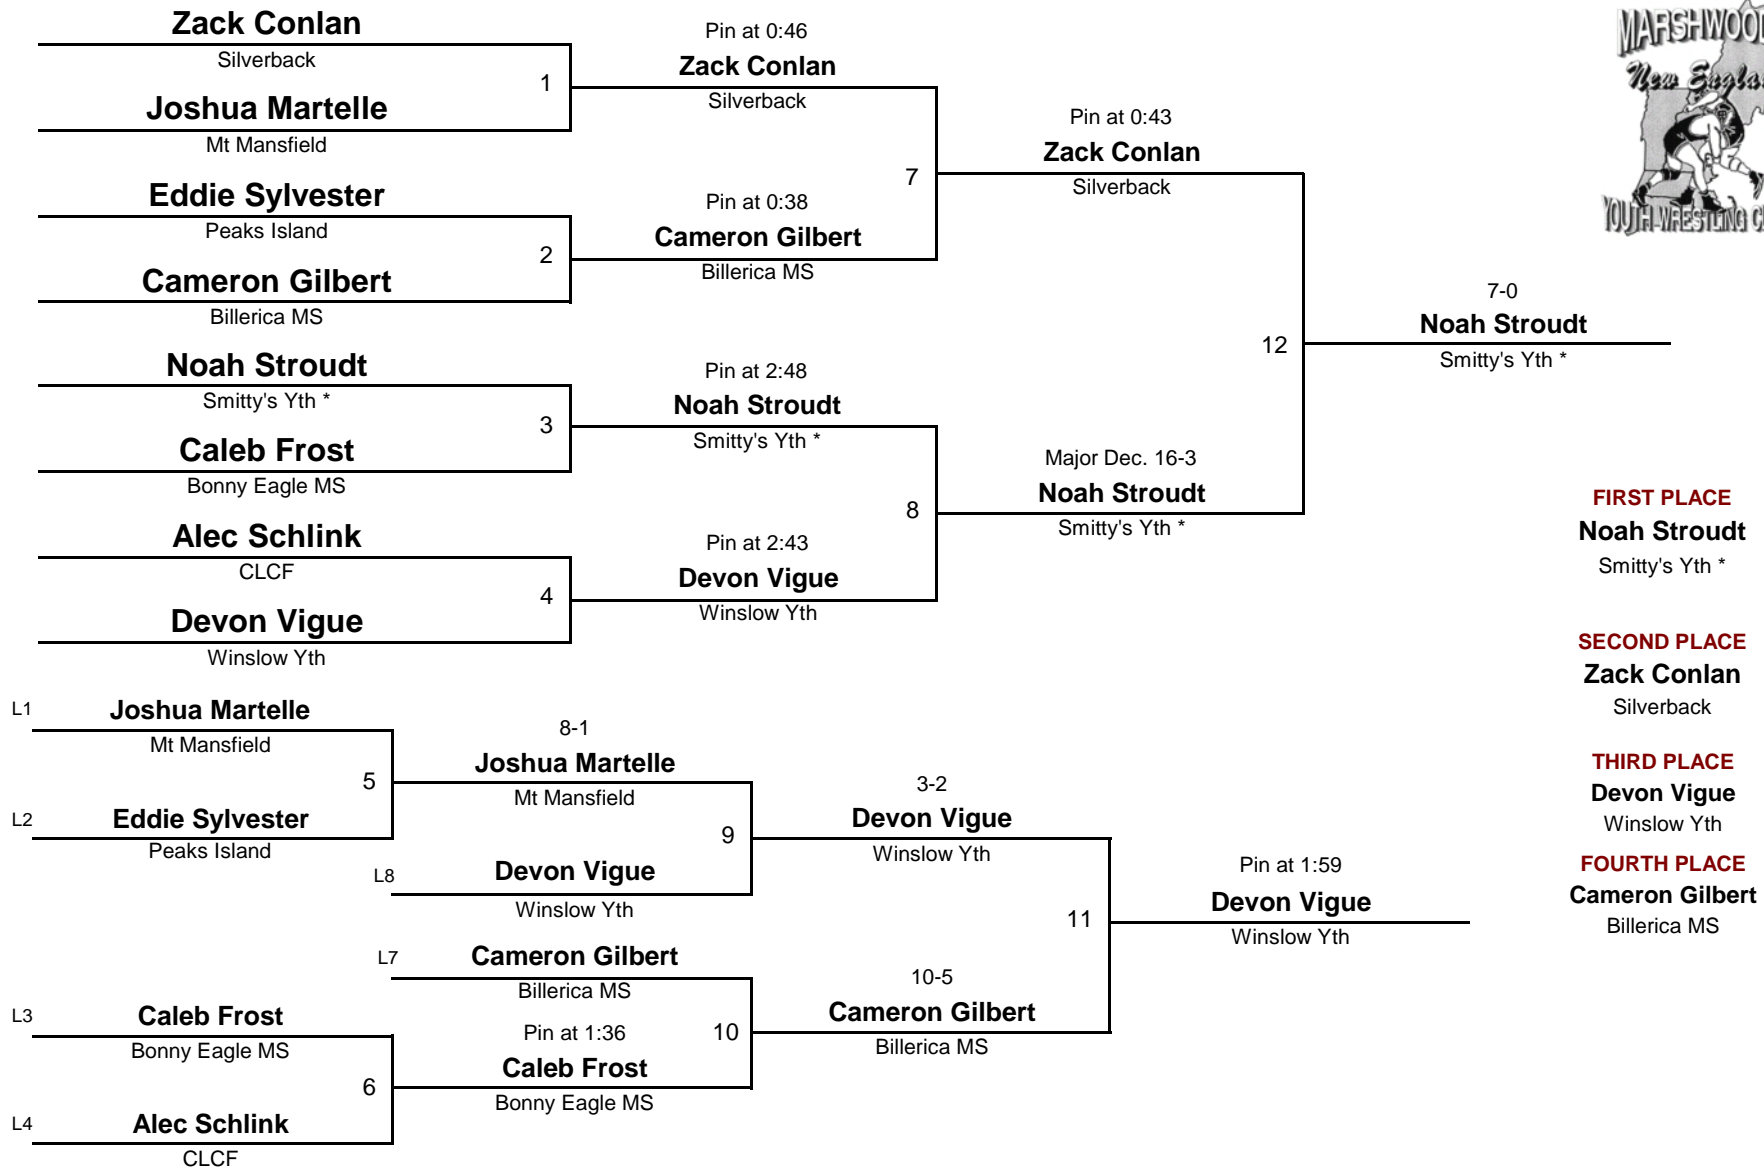 Zack Conlan
Silverback
1
Joshua Martelle
Mt Mansfield
Eddie Sylvester
Peaks Island
2
Cameron Gilbert
Billerica MS
Noah Stroudt
Smitty's Yth *
3
Caleb Frost
Bonny Eagle MS
Alec Schlink
CLCF
4
Devon Vigue
Winslow Yth
Pin at 0:46
Zack Conlan
Silverback
7
Pin at 0:38
Cameron Gilbert
Billerica MS
Pin at 2:48
Noah Stroudt
Smitty's Yth *
8
Pin at 2:43
Devon Vigue
Winslow Yth
Pin at 0:43
Zack Conlan
Silverback
12
Major Dec. 16-3
Noah Stroudt
Smitty's Yth *
7-0
Noah Stroudt
Smitty's Yth *
L1
Joshua Martelle
Mt Mansfield
5
L2
Eddie Sylvester
Peaks Island
8-1
Joshua Martelle
Mt Mansfield
9
L8
Devon Vigue
Winslow Yth
L7
Cameron Gilbert
Billerica MS
10
L3
Caleb Frost
Bonny Eagle MS
6
L4
Alec Schlink
CLCF
Pin at 1:36
Caleb Frost
Bonny Eagle MS
3-2
Devon Vigue
Winslow Yth
11
10-5
Cameron Gilbert
Billerica MS
Pin at 1:59
Devon Vigue
Winslow Yth
MARSHWOOD
New
YOUTH WRESTLING
FIRST PLACE
Noah Stroudt
Smitty's Yth *
SECOND PLACE
Zack Conlan
Silverback
THIRD PLACE
Devon Vigue
Winslow Yth
FOURTH PLACE
Cameron Gilbert
Billerica MS